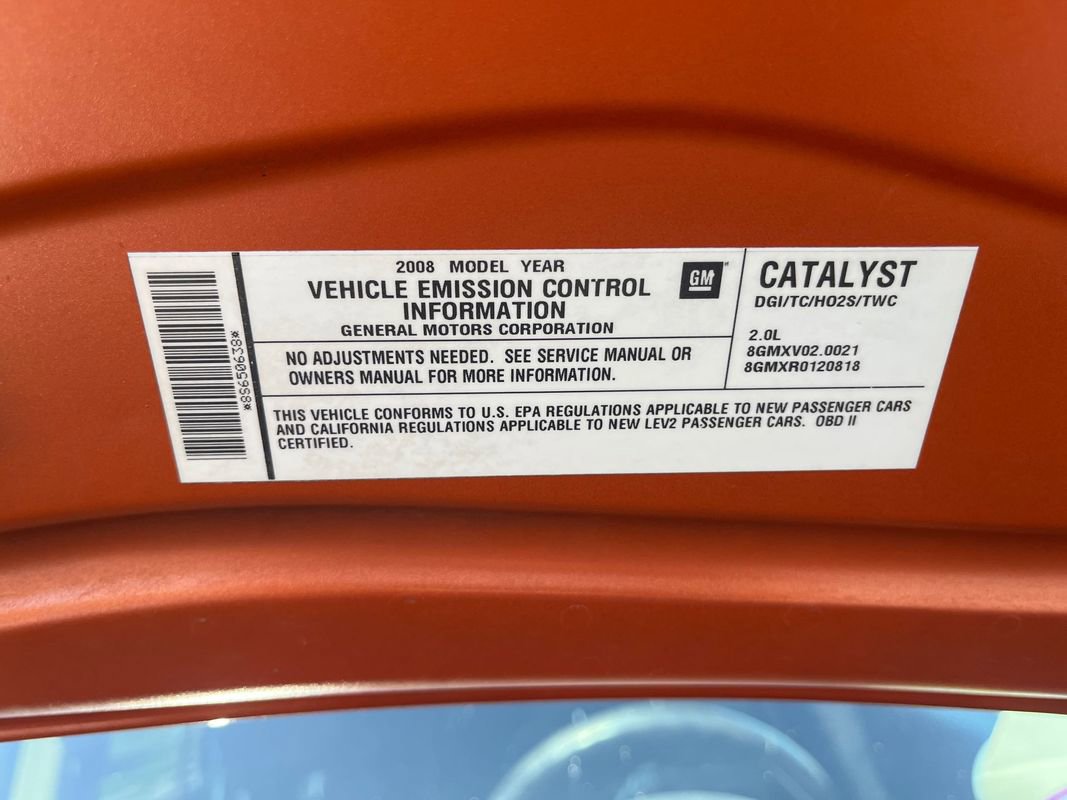 *88650638*
2008 MODEL YEAR
VEHICLE EMISSION CONTROL
INFORMATION
GENERAL MOTORS CORPORATION
GM
NO ADJUSTMENTS NEEDED. SEE SERVICE MANUAL OR
OWNERS MANUAL FOR MORE INFORMATION.
CATALYST
DGI/TC/HO2S/TWC
2.0L
8GMXV02.0021
8GMXR0120818
THIS VEHICLE CONFORMS TO U.S. EPA REGULATIONS APPLICABLE TO NEW PASSENGER CARS
AND CALIFORNIA REGULATIONS APPLICABLE TO NEW LEV2 PASSENGER CARS. OBD II
CERTIFIED.